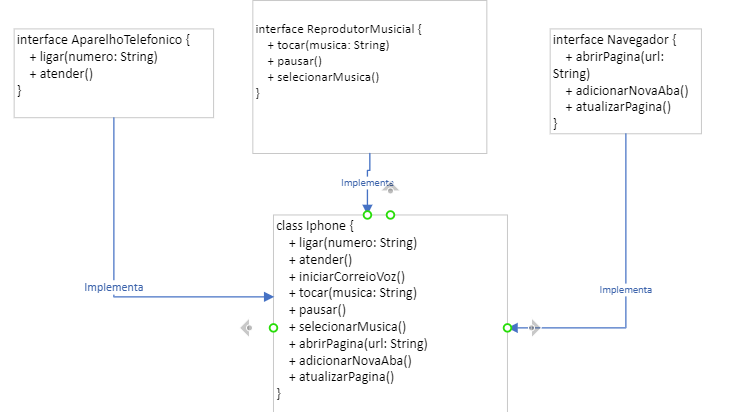 interface AparelhoTelefonico {
+ ligar(numero: String)
+ atender()
}
interface ReprodutorMusicial {
+ tocar(musica: String)
+ pausar()
+ selecionarMusica()
}
interface Navegador {
+ abrirPagina(url:
String)
+ adicionarNovaAba()
+ atualizarPagina()
}
Implementa
Implementa
Implementa
class Iphone {
+ ligar(numero: String)
+ atender()
+ iniciarCorreioVoz()
+ tocar(musica: String)
+ pausar()
+ selecionarMusica()
+ abrirPagina(url: String)
+ adicionarNovaAba()
+ atualizarPagina()
}